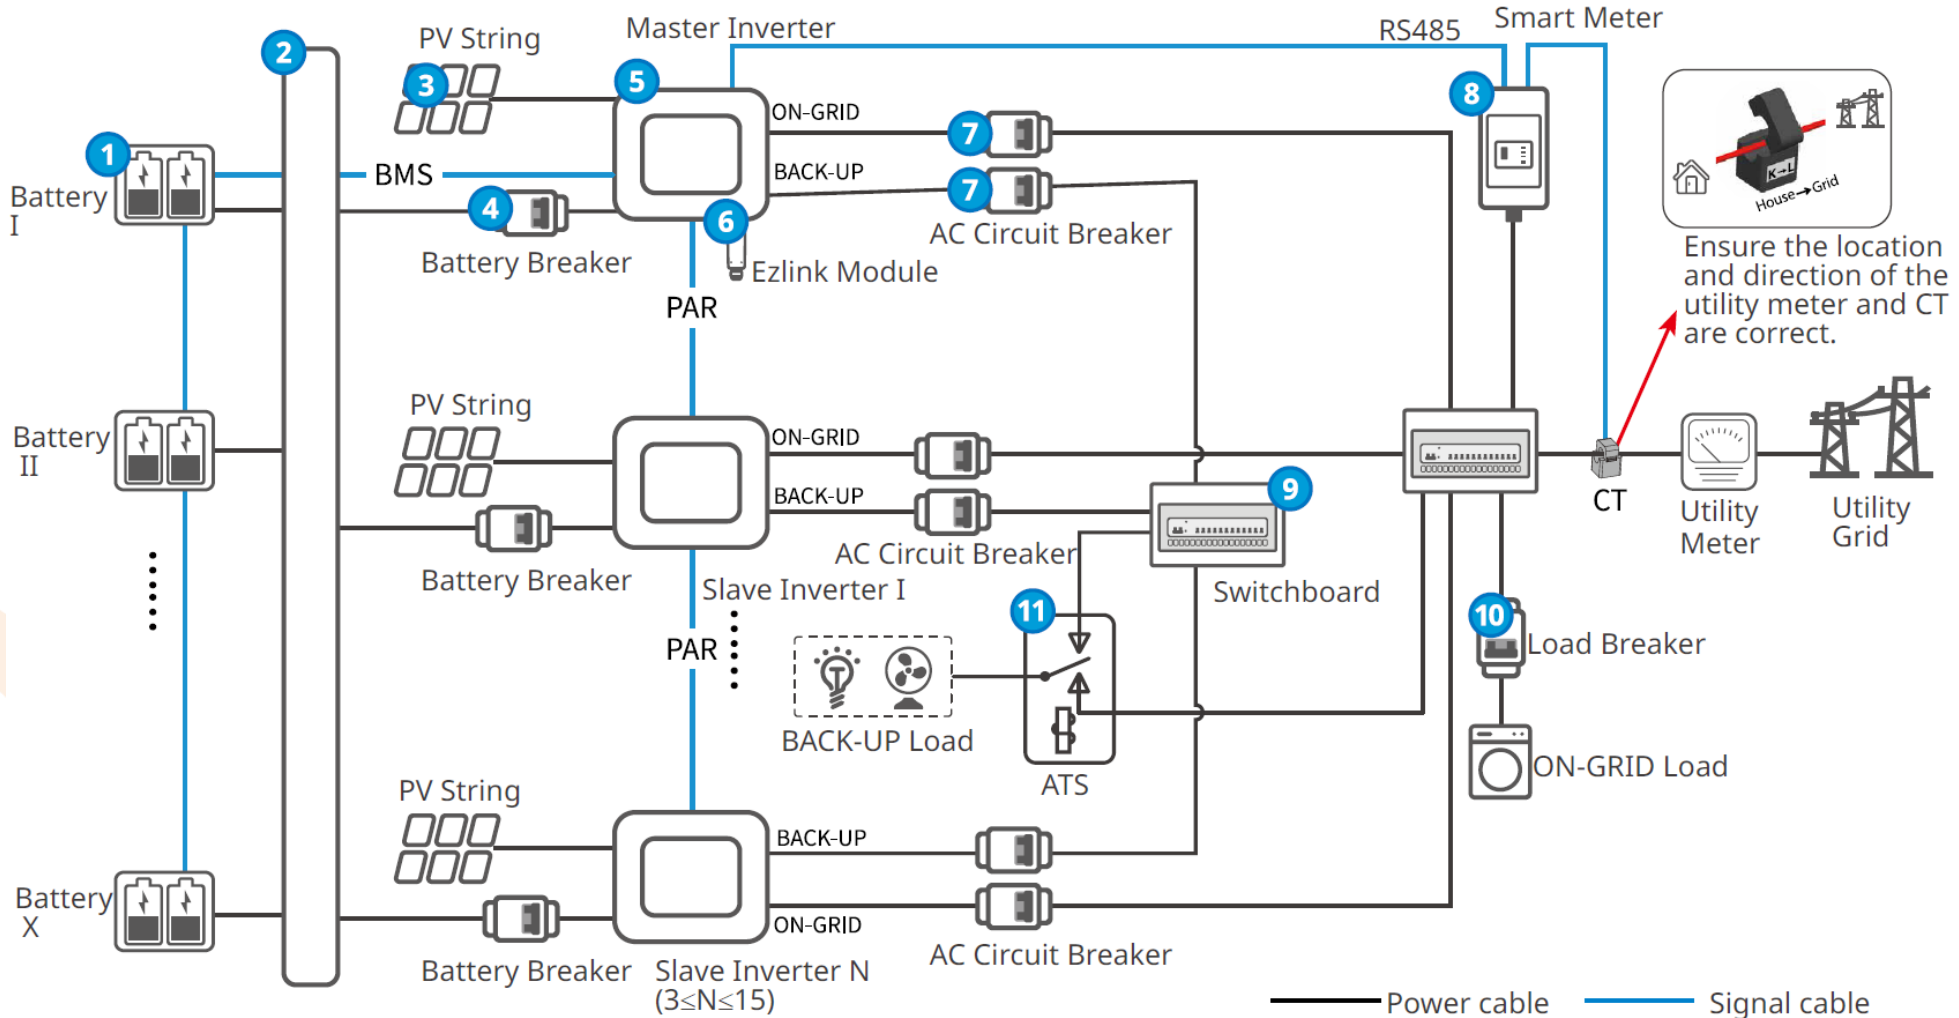 Master Inverter
RS485
Smart Meter
PV String
2
3
5
8
ON-GRID
7
1
BMS
BACK-UP
7
K→L
House→Grid
Battery
I
4
6
AC Circuit Breaker
Battery Breaker
Ezlink Module
Ensure the location
and direction of the
utility meter and CT
are correct.
PAR
PV String
Battery
II
ON-GRID
BACK-UP
9
CT
Utility
Meter
Utility
Grid
AC Circuit Breaker
Battery Breaker
Slave Inverter I
Switchboard
11
10
Load Breaker
PAR
BACK-UP Load
ATS
ON-GRID Load
PV String
BACK-UP
Battery
X
ON-GRID
AC Circuit Breaker
Battery Breaker
Slave Inverter N
(3≤N≤15)
Power cable
Signal cable